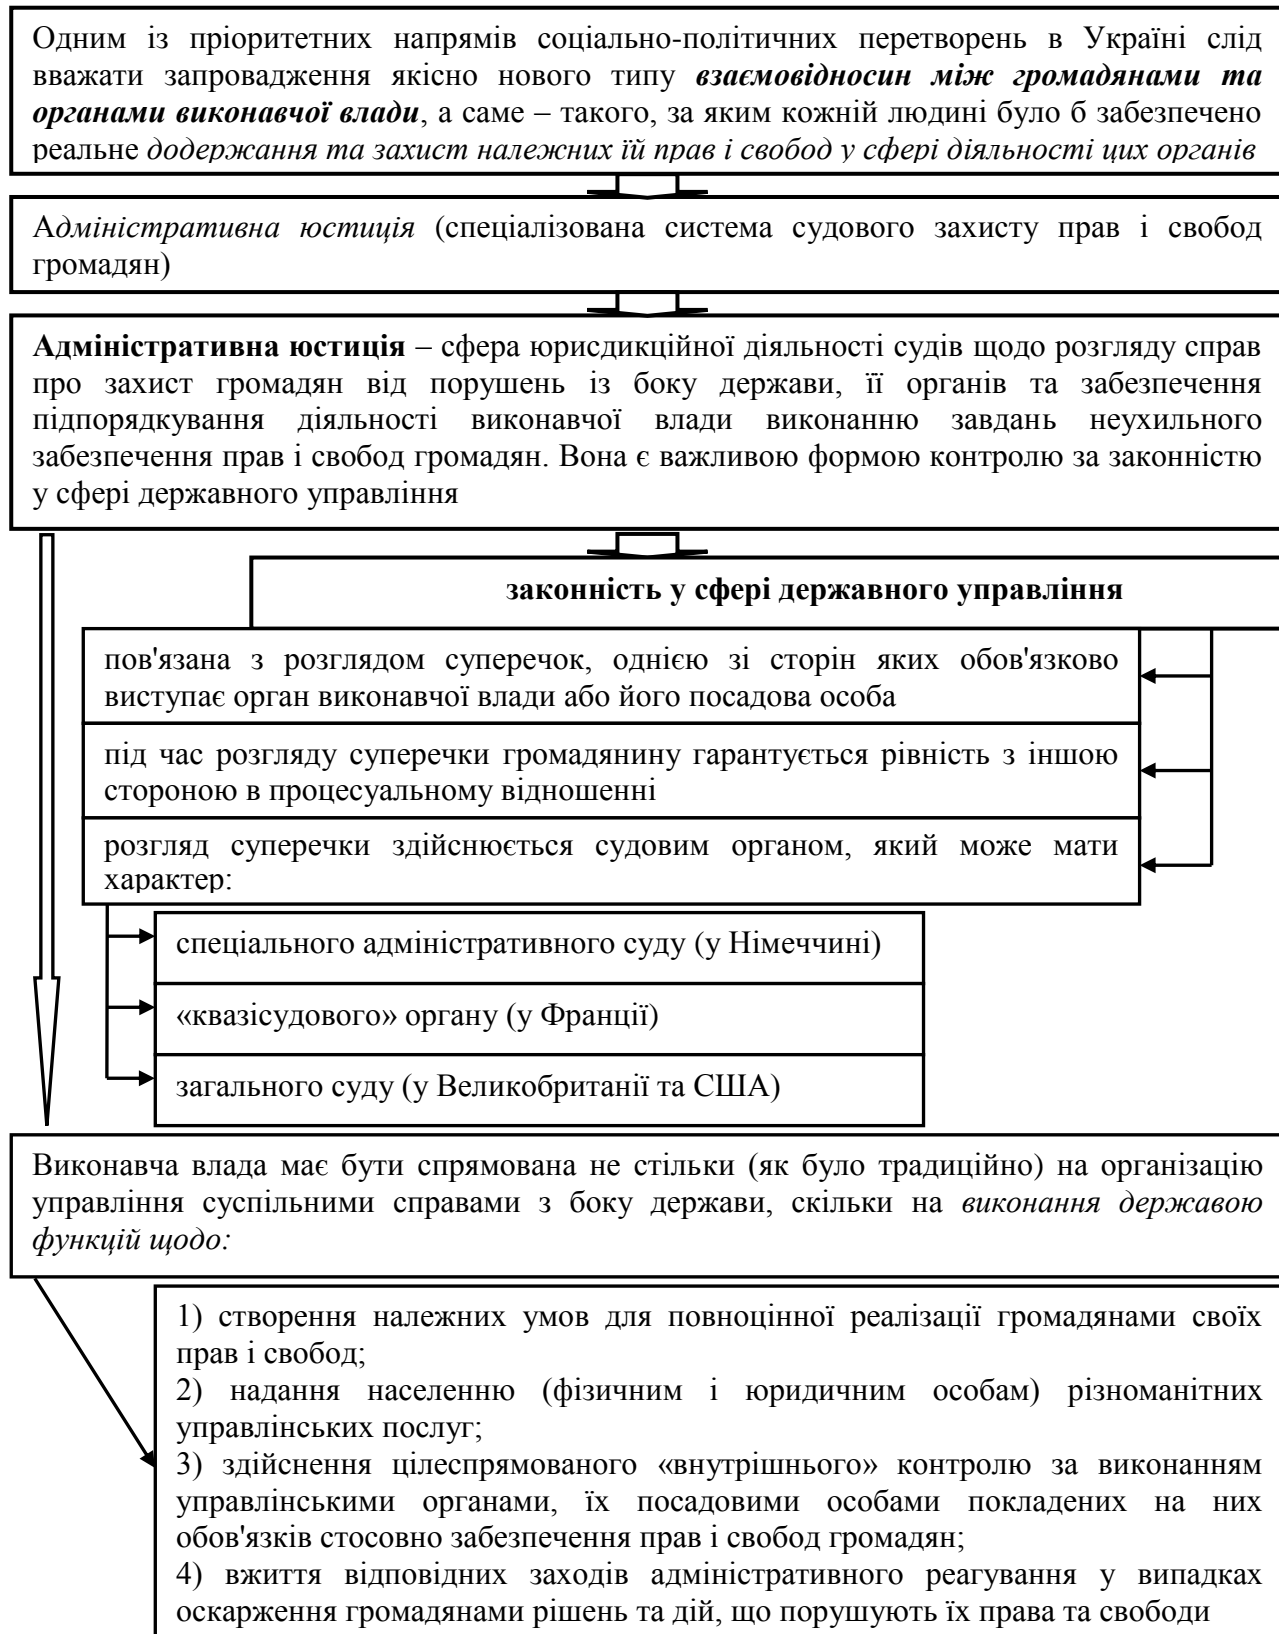 Одним із пріоритетних напрямів соціально-політичних перетворень в Україні слід
вважати запровадження якісно нового типу взаємовідносин між громадянами та
органами виконавчої влади, а саме – такого, за яким кожній людині було б забезпечено
реальне додержання та захист належних їй прав і свобод у сфері діяльності цих органів
Адміністративна юстиція (спеціалізована система судового захисту прав і свобод
громадян)
Адміністративна юстиція – сфера юрисдикційної діяльності судів щодо розгляду справ
про захист громадян від порушень із боку держави, її органів та забезпечення
підпорядкування діяльності виконавчої влади виконанню завдань неухильного
забезпечення прав і свобод громадян. Вона є важливою формою контролю за законністю
у сфері державного управління
законність у сфері державного управління
пов'язана з розглядом суперечок, однією зі сторін яких обов'язково
виступає орган виконавчої влади або його посадова особа
під час розгляду суперечки громадянину гарантується рівність з іншою
стороною в процесуальному відношенні
розгляд суперечки здійснюється судовим органом, який може мати
характер:
спеціального адміністративного суду (у Німеччині)
«квазісудового» органу (у Франції)
загального суду (у Великобританії та США)
Виконавча влада має бути спрямована не стільки (як було традиційно) на організацію
управління суспільними справами з боку держави, скільки на виконання державою
функцій щодо:
1) створення належних умов для повноцінної реалізації громадянами своїх
прав і свобод;
2) надання населенню (фізичним і юридичним особам) різноманітних
управлінських послуг;
3) здійснення цілеспрямованого «внутрішнього» контролю за виконанням
управлінськими органами, їх посадовими особами покладених на них
обов'язків стосовно забезпечення прав і свобод громадян;
4) вжиття відповідних заходів адміністративного реагування у випадках
оскарження громадянами рішень та дій, що порушують їх права та свободи